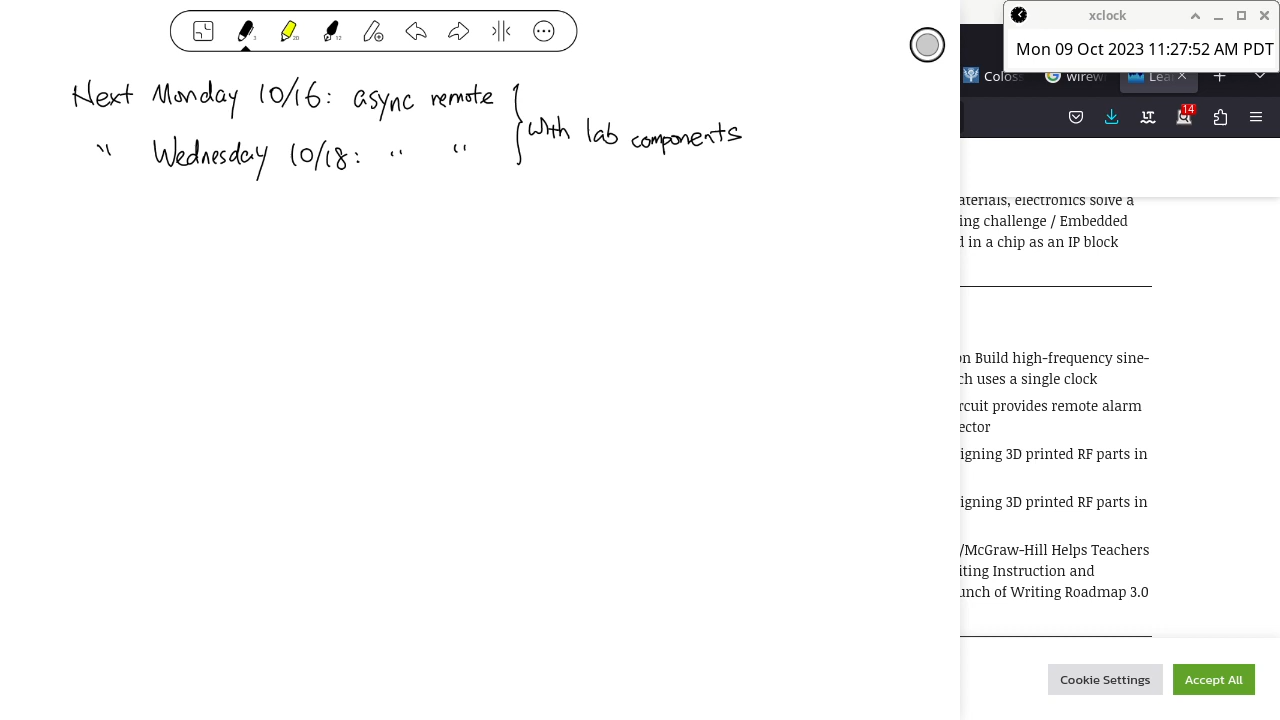 xclock
Mon 09 Oct 2023 11:27:52 AM PDT
3
20
12
Coloss
wirew
Lea
14
Next Monday 10/16: async remote
" Wednesday 10/18: " "
with lab components
aterials, electronics solve a
ing challenge / Embedded
d in a chip as an IP block
on Build high-frequency sine-
ch uses a single clock
rcuit provides remote alarm
ector
igning 3D printed RF parts in
igning 3D printed RF parts in
/McGraw-Hill Helps Teachers
iting Instruction and
unch of Writing Roadmap 3.0
Cookie Settings
Accept All